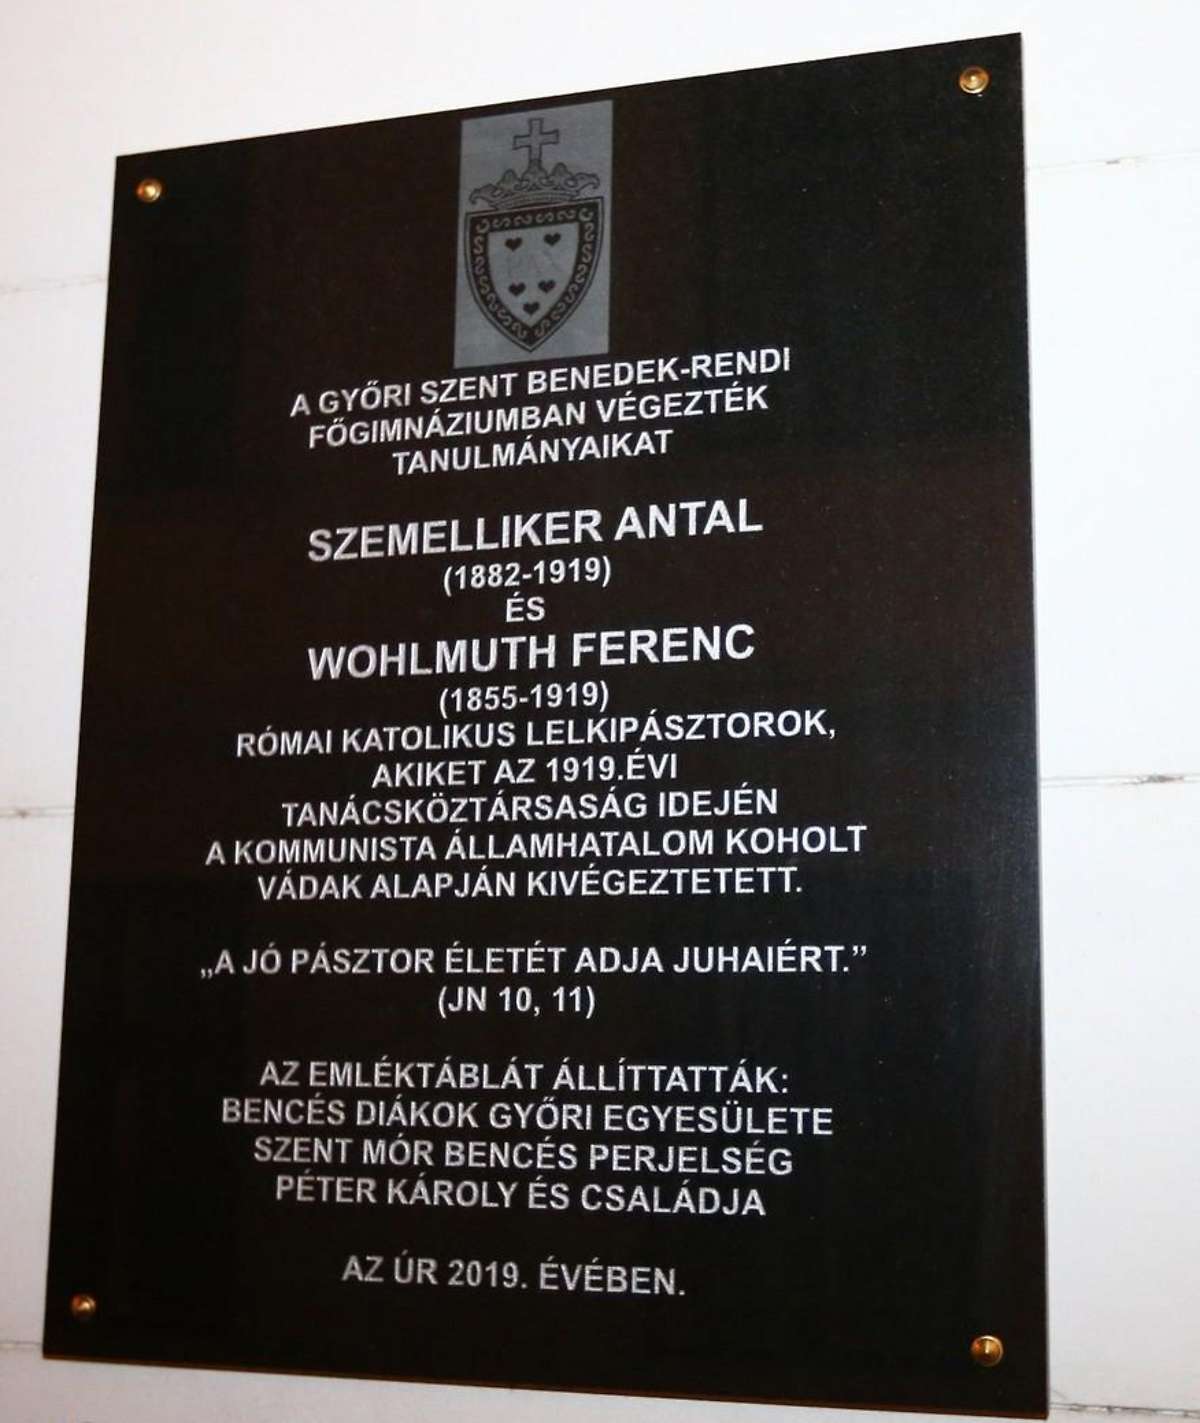 A GYŐRI SZENT BENEDEK-RENDI
FŐGIMNÁZIUMBAN VÉGEZTÉK
TANULMÁNYAIKAT
SZEMELLIKER ANTAL
(1882-1919)
ÉS
WOHLMUTH FERENC
(1855-1919)
RÓMAI KATOLIKUS LELKIPÁSZTOROK,
AKIKET AZ 1919.ÉVI
TANÁCSKÖZTÁRSASÁG IDEJÉN
A KOMMUNISTA ÁLLAMHATALOM KOHOLT
VÁDAK ALAPJÁN KIVÉGEZTETETT.
„A JÓ PÁSZTOR ÉLETÉT ADJA JUHAIÉRT.”
(JN 10, 11)
AZ EMLÉKTÁBLÁT ÁLLÍTTATTÁK:
BENCÉS DIÁKOK GYŐRI EGYESÜLETE
SZENT MÓR BENCÉS PERJELSÉG
PÉTER KÁROLY ÉS CSALÁDJA
AZ ÚR 2019. ÉVÉBEN.